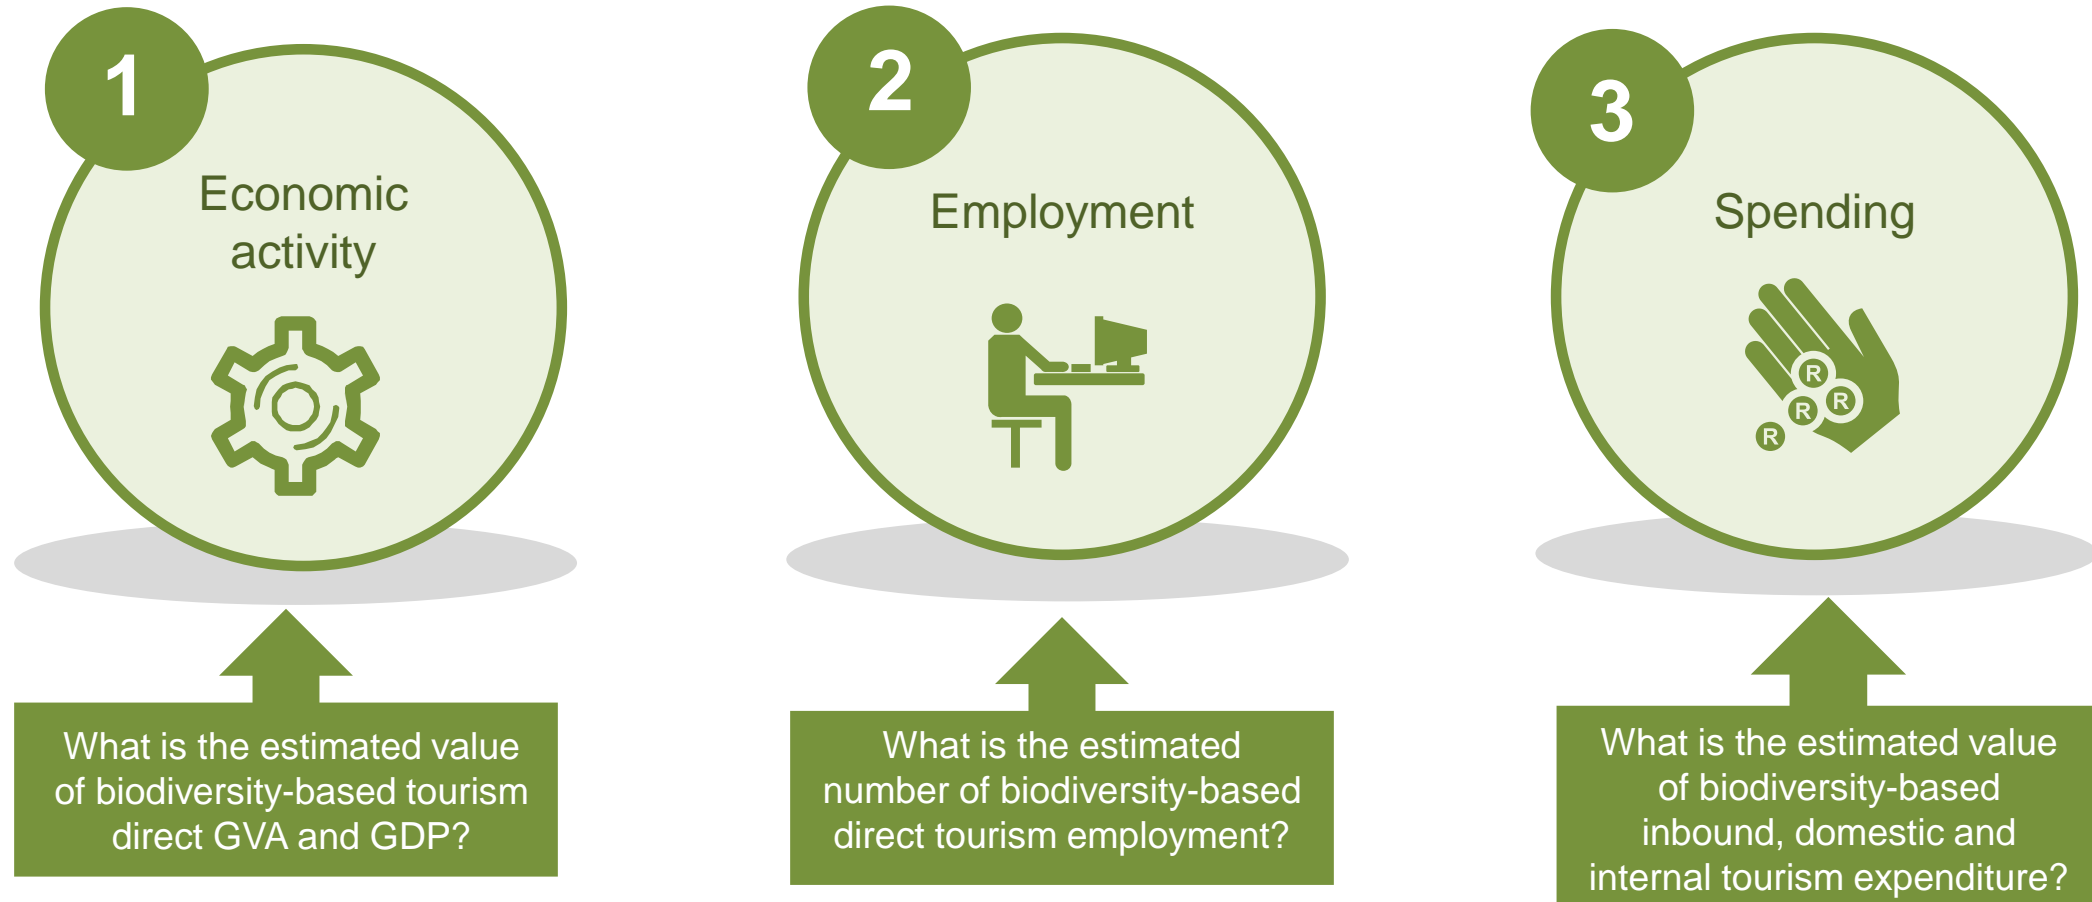 1
Economic
activity
What is the estimated value
of biodiversity-based tourism
direct GVA and GDP?
2
Employment
What is the estimated
number of biodiversity-based
direct tourism employment?
3
Spending
R
R
R
R
What is the estimated value
of biodiversity-based
inbound, domestic and
internal tourism expenditure?